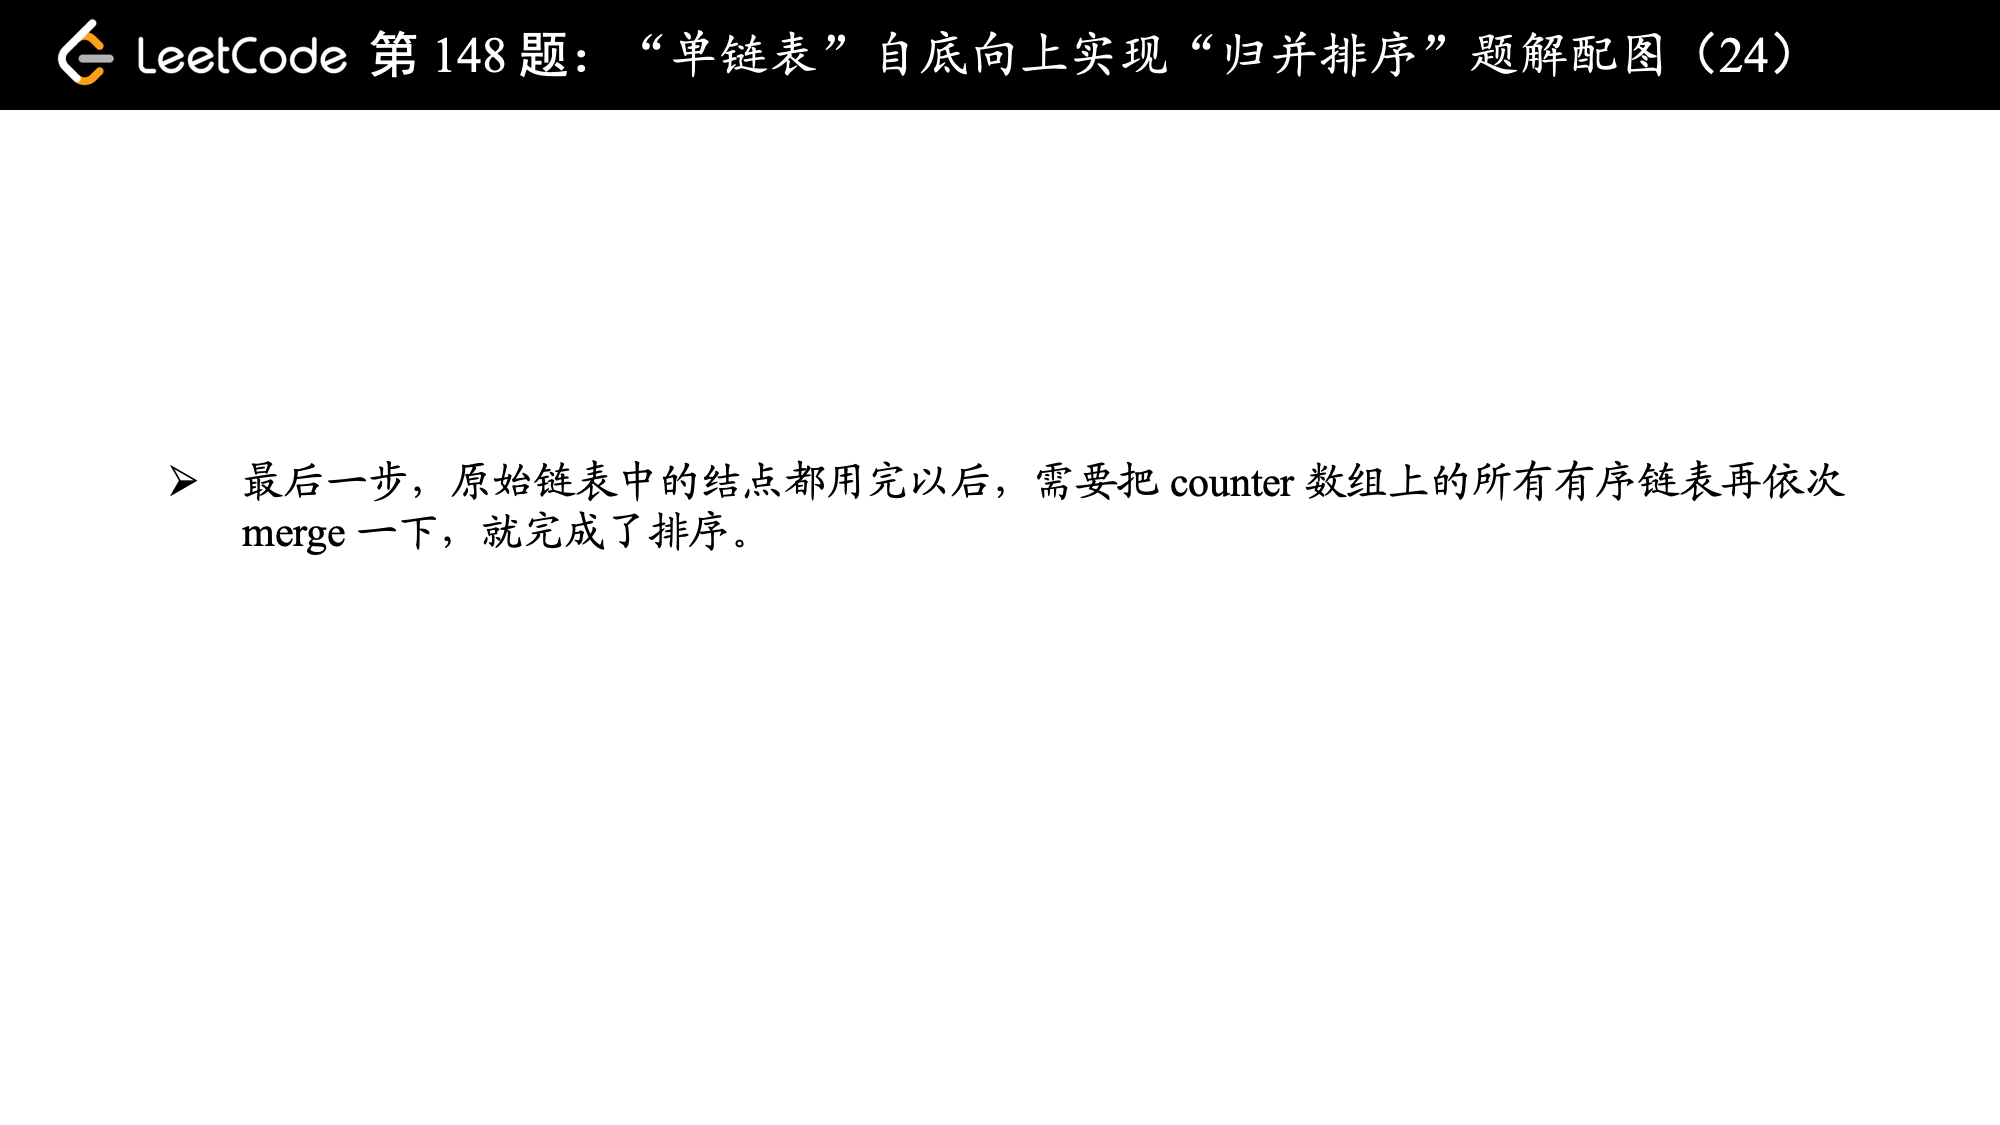 LeetCode 第 148 题：“单链表”自底向上实现“归并排序”题解配图（24）
➢ 最后一步，原始链表中的结点都用完以后，需要把 counter 数组上的所有有序链表再依次
merge 一下，就完成了排序。